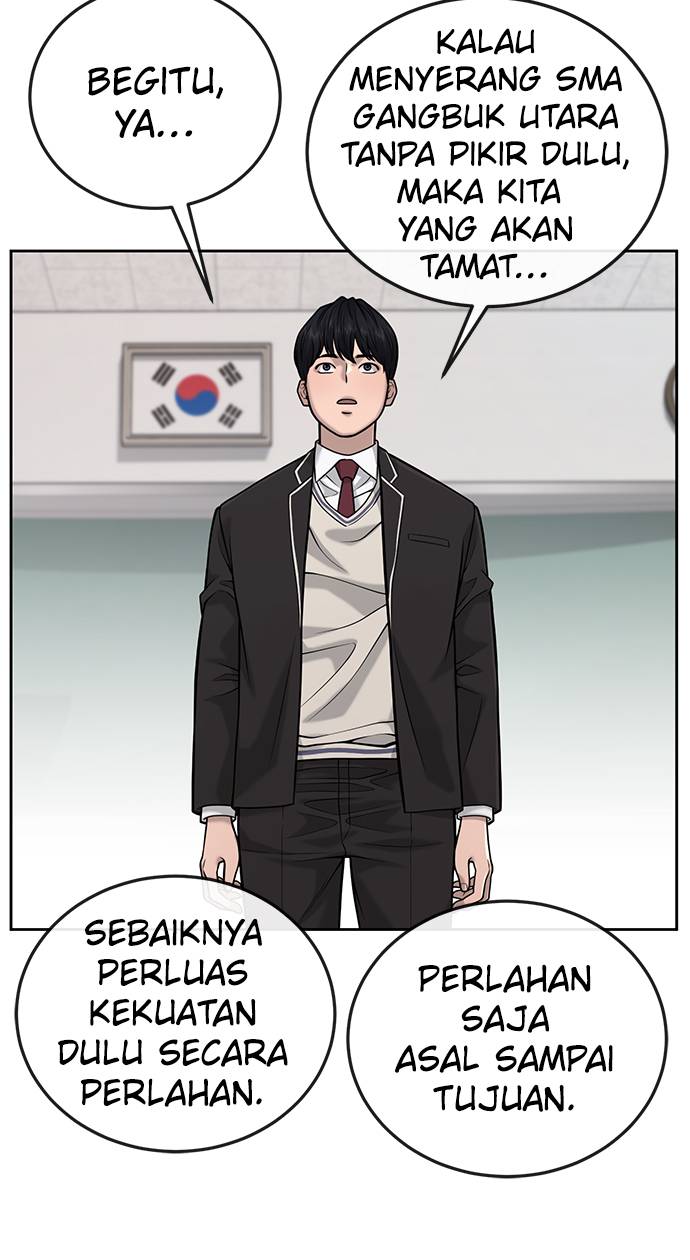 BEGITU,
YA...
KALAU
MENYERANG SMA
GANGBUK UTARA
TANPA PIKIR DULU,
MAKA KITA
YANG AKAN
TAMAT...
SEBAIKNYA
PERLUAS
KEKUATAN
DULU SECARA
PERLAHAN.
PERLAHAN
SAJA
ASAL SAMPAI
TUJUAN.